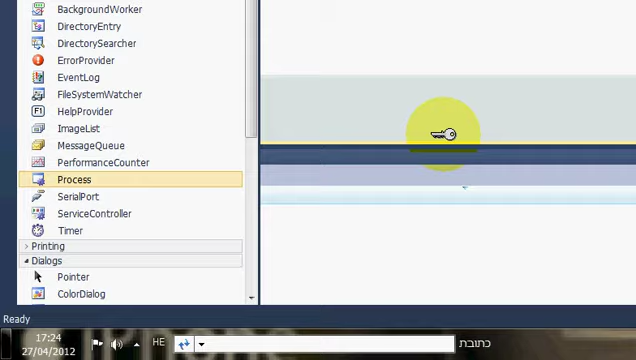 BackgroundWorker
DirectoryEntry
DirectorySearcher
ErrorProvider
EventLog
FileSystemWatcher
HelpProvider
ImageList
MessageQueue
PerformanceCounter
Process
SerialPort
ServiceController
Timer
Printing
Dialogs
Pointer
ColorDialog
Ready
17:24
27/04/2012
HE
כתובת